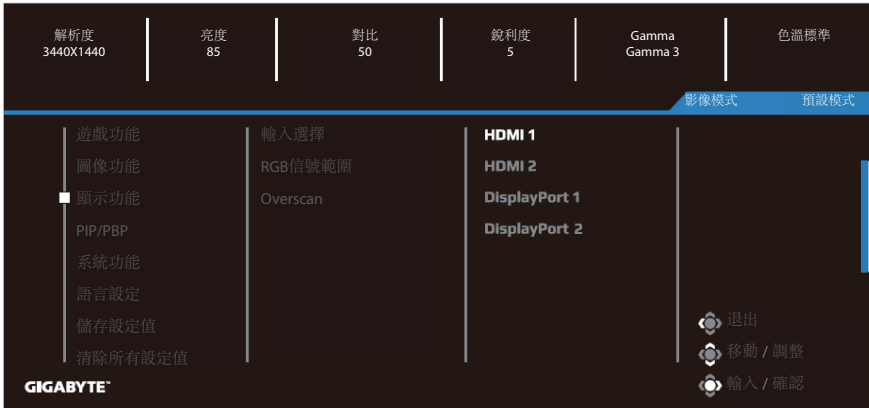 解析度
3440X1440
亮度
85
對比
50
銳利度
5
Gamma
Gamma 3
色溫標準
影像模式 預設模式
遊戲功能
圖像功能
顯示功能
PIP/PBP
系統功能
語言設定
儲存設定值
清除所有設定值
輸入選擇
RGB信號範圍
Overscan
HDMI 1
HDMI 2
DisplayPort 1
DisplayPort 2
退出
移動 / 調整
輸入 / 確認
GIGABYTE™